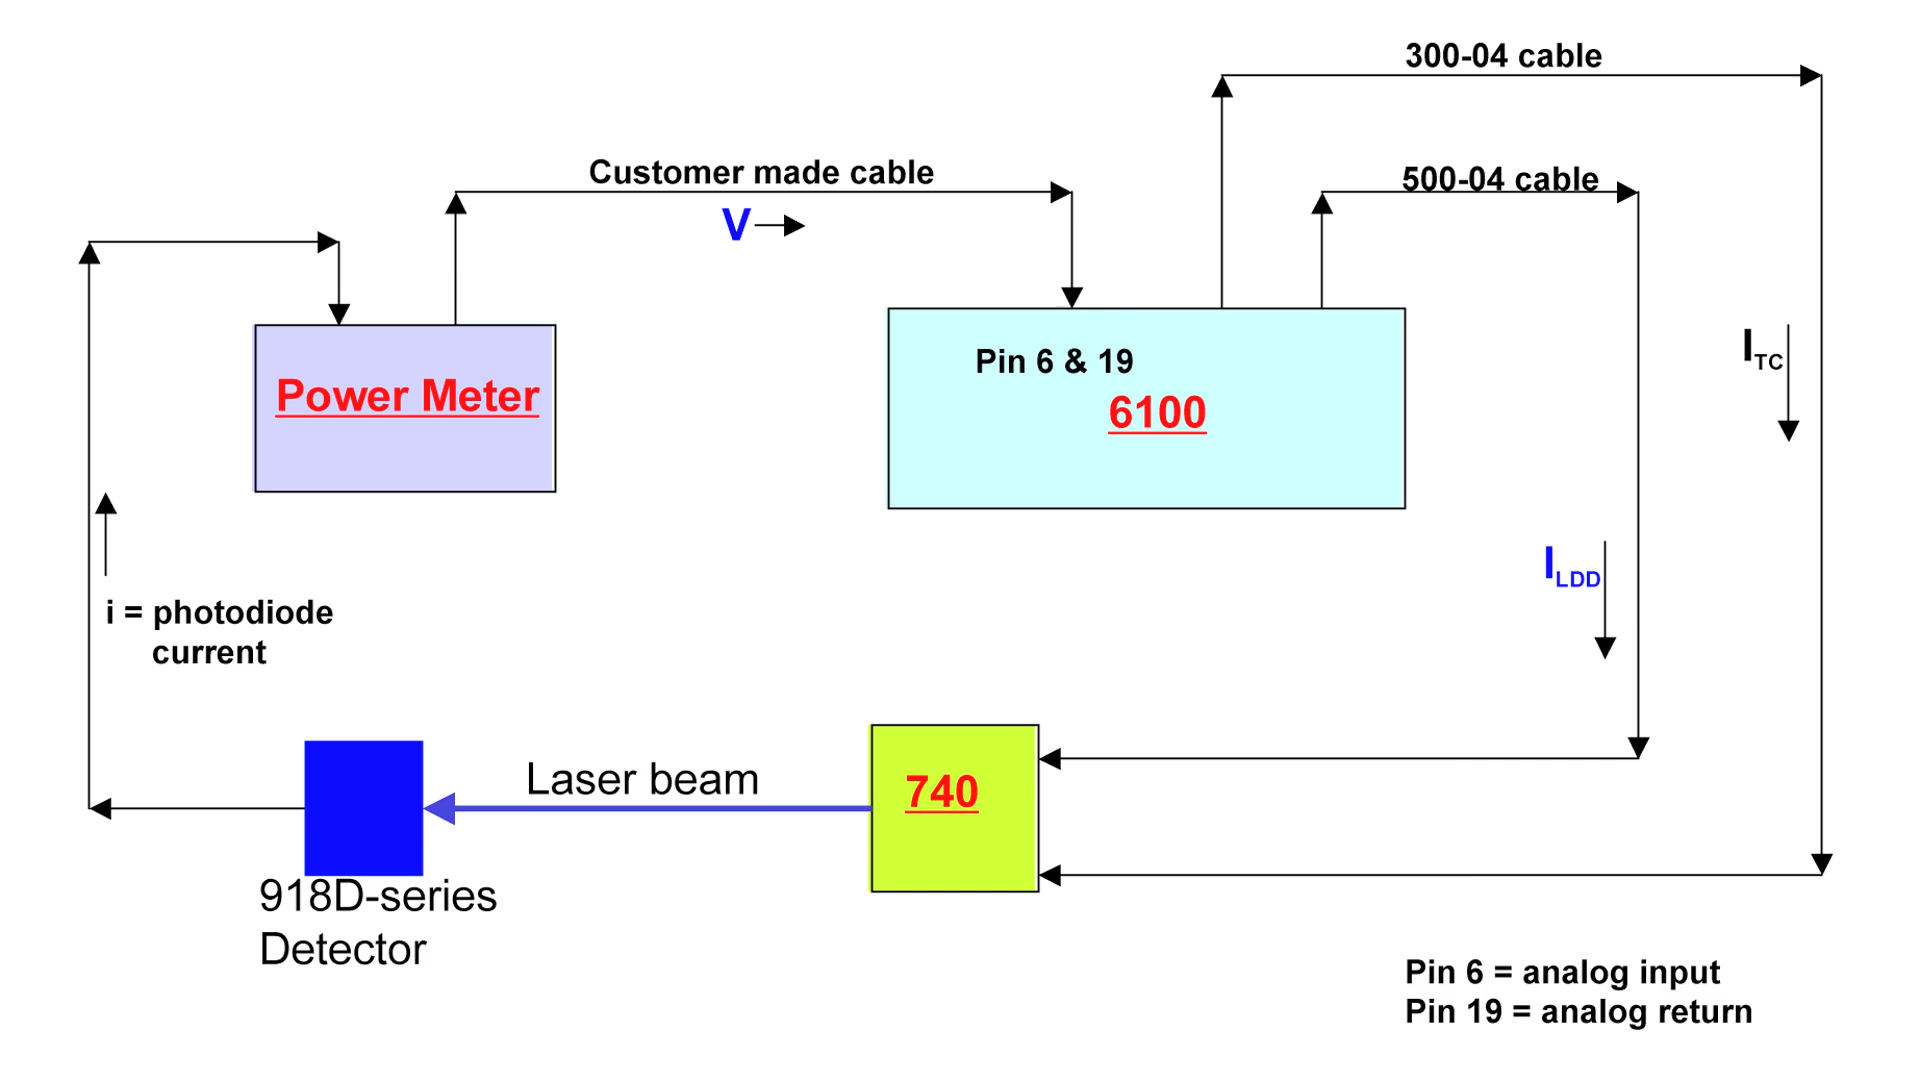 300-04 cable
Customer made cable
500-04 cable
V
Pin 6 & 19
Power Meter
6100
ITC
ILDD
i = photodiode
current
Laser beam
740
918D-series
Detector
Pin 6 = analog input
Pin 19 = analog return